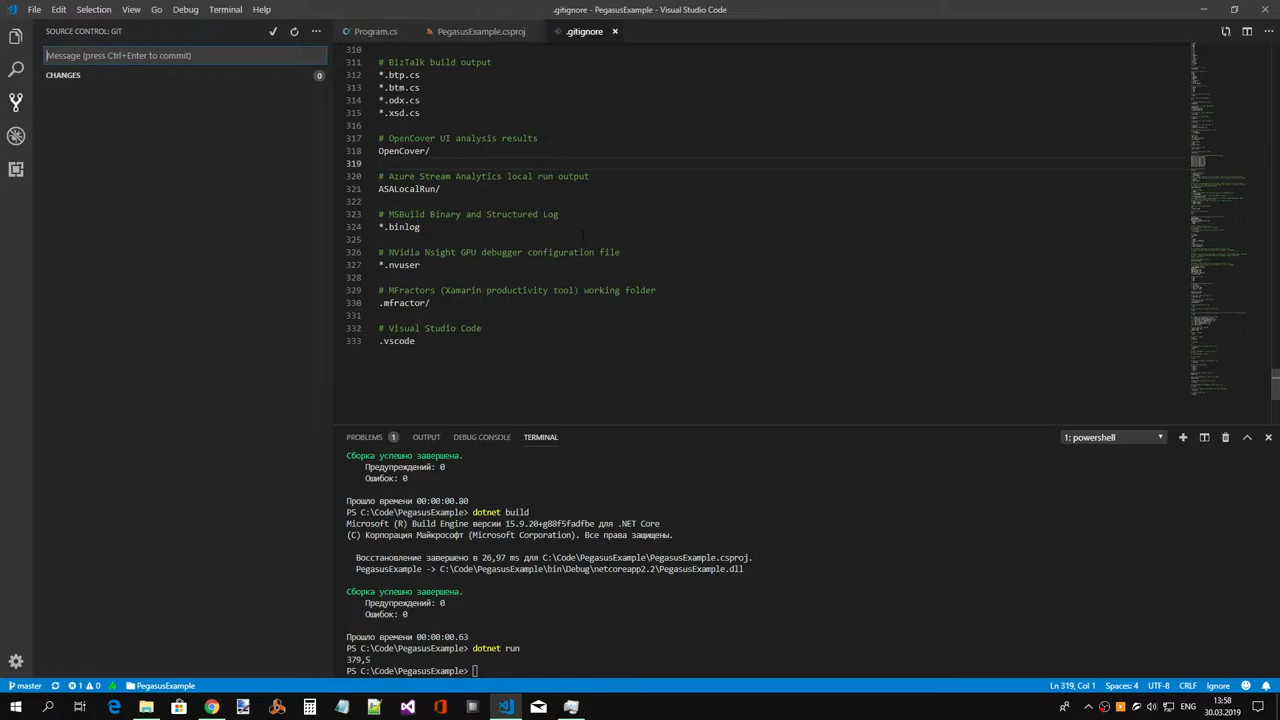 File Edit Selection View Go Debug Terminal Help
.gitignore - PegasusExample - Visual Studio Code
SOURCE CONTROL: GIT
Message (press Ctrl+Enter to commit)
CHANGES 0
Program.cs PegasusExample.csproj .gitignore
310
311 # BizTalk build output
312 *.btp.cs
313 *.btm.cs
314 *.odx.cs
315 *.xsd.cs
316
317 # OpenCover UI analysis results
318 OpenCover/
319
320 # Azure Stream Analytics local run output
321 ASALocalRun/
322
323 # MSBuild Binary and Structured Log
324 *.binlog
325
326 # NVidia Nsight GPU debugger configuration file
327 *.nvuser
328
329 # MFractors (Xamarin productivity tool) working folder
330 .mfractor/
331
332 # Visual Studio Code
333 .vscode
PROBLEMS 1 OUTPUT DEBUG CONSOLE TERMINAL 1: powershell
Сборка успешно завершена.
Предупреждений: 0
Ошибок: 0
Прошло времени 00:00:00.80
PS C:\Code\PegasusExample> dotnet build
Microsoft (R) Build Engine версии 15.9.20+g88f5fadfbe для .NET Core
(C) Корпорация Майкрософт (Microsoft Corporation). Все права защищены.
Восстановление завершено в 26,97 ms для C:\Code\PegasusExample\PegasusExample.csproj.
PegasusExample -> C:\Code\PegasusExample\bin\Debug\netcoreapp2.2\PegasusExample.dll
Сборка успешно завершена.
Предупреждений: 0
Ошибок: 0
Прошло времени 00:00:00.63
PS C:\Code\PegasusExample> dotnet run
379,5
PS C:\Code\PegasusExample>
master 1 0 PegasusExample Ln 319, Col 1 Spaces: 4 UTF-8 CRLF Ignore
ENG 13:58
30.03.2019